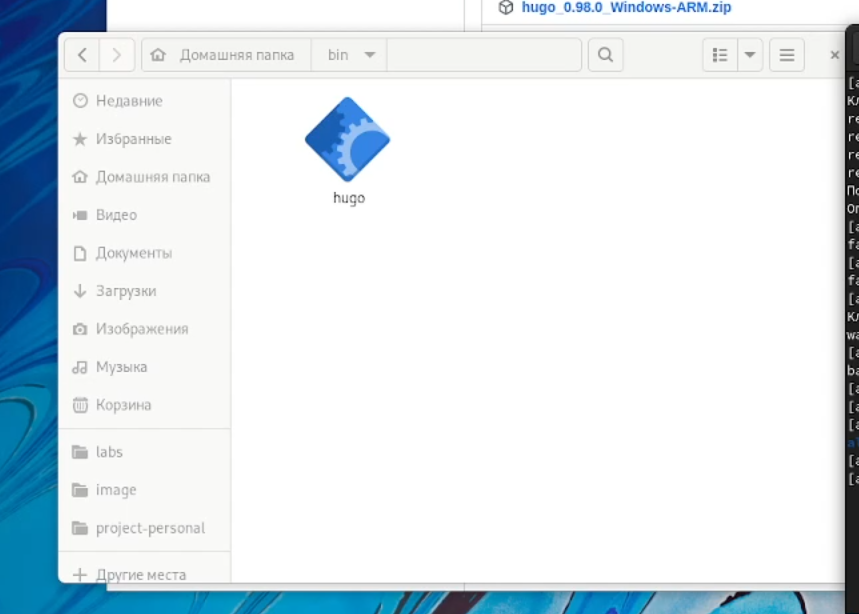 hugo_0.98.0_Windows-ARM.zip
Домашняя папка bin
Недавние
Избранные
hugo
Домашняя папка
Видео
Документы
Загрузки
Изображения
Музыка
Корзина
labs
image
project-personal
Другие места